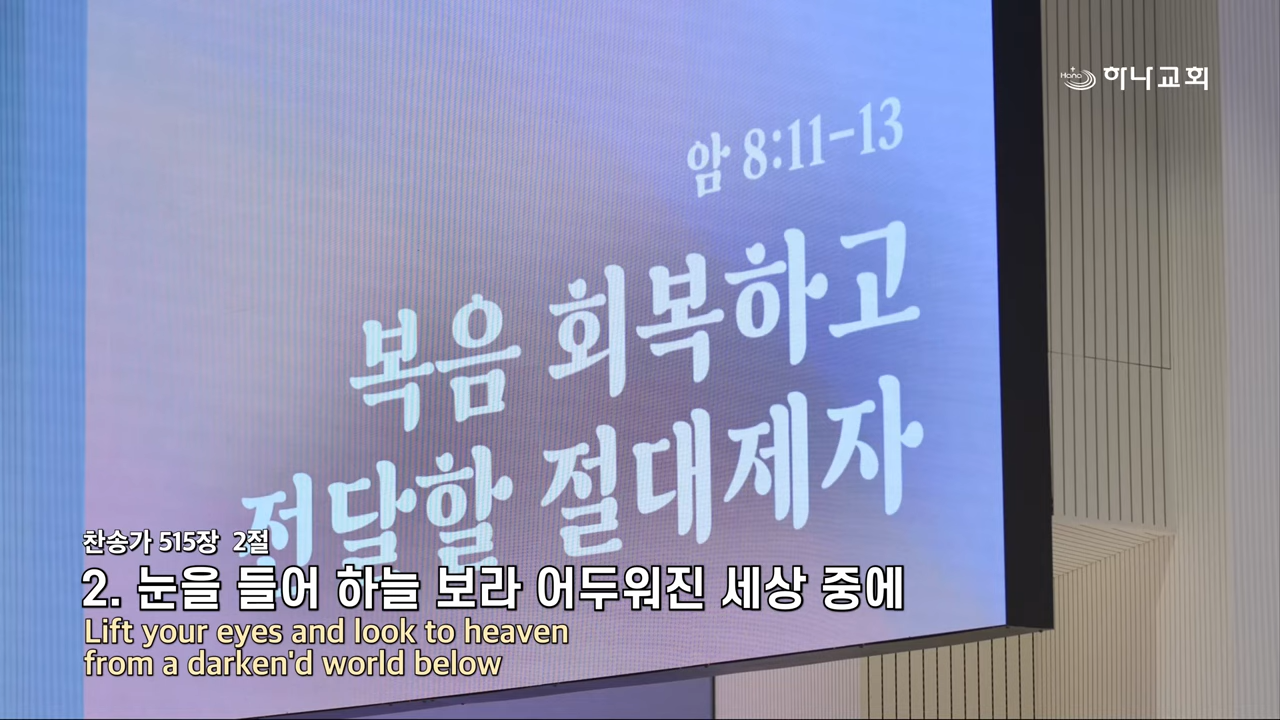 Hana 하나교회
암 8:11-13
복음 회복하고
전달할 절대제자
찬송가 515장 2절
2. 눈을 들어 하늘 보라 어두워진 세상 중에
Lift your eyes and look to heaven
from a darken'd world below